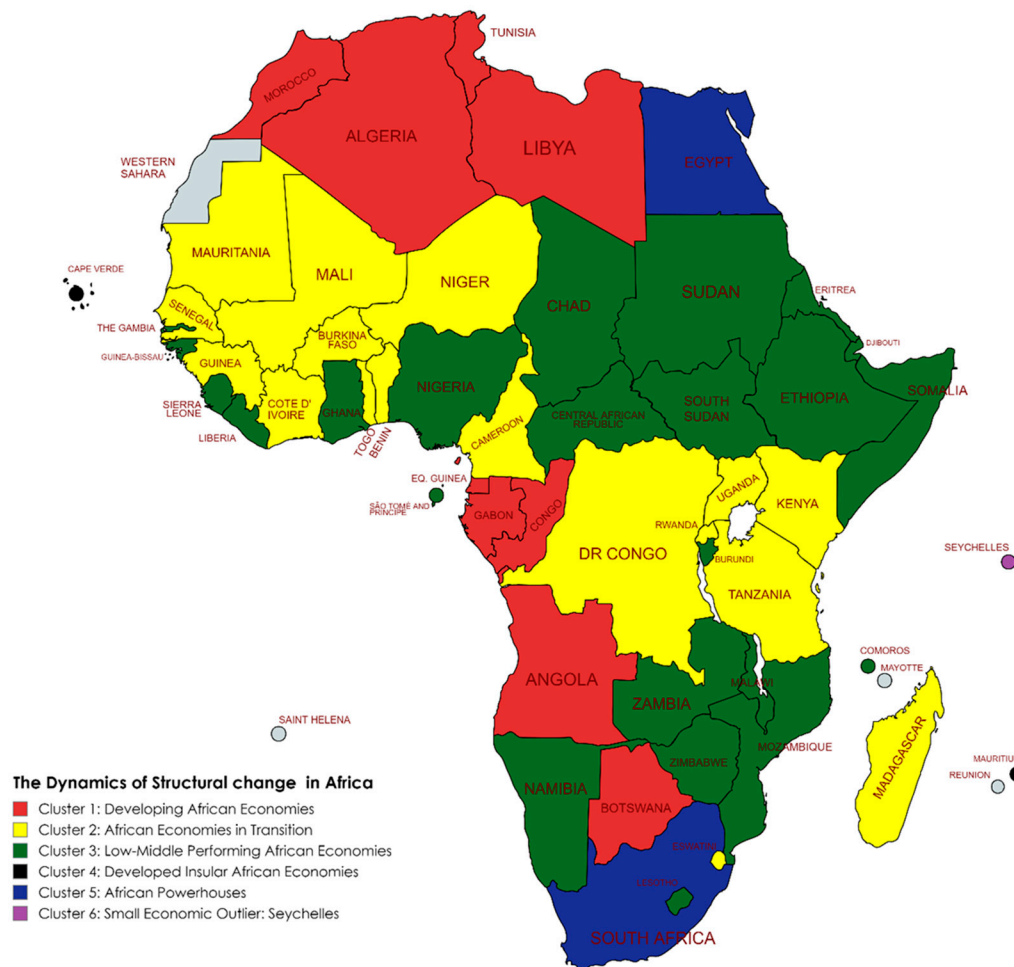 TUNISIA
MOROCCO
ALGERIA
LIBYA
EGYPT
WESTERN
SAHARA
MAURITANIA
MALI
NIGER
CHAD
SUDAN
ERITREA
CAPE VERDE
SENEGAL
THE GAMBIA
GUINEA-BISSAU
GUINEA
BURKINA
FASO
DJIBOUTI
SIERRA
LEONE
LIBERIA
COTE D'
IVOIRE
GHANA
TOGO
BENIN
NIGERIA
CAMEROON
CENTRAL AFRICAN
REPUBLIC
SOUTH
SUDAN
ETHIOPIA
SOMALIA
EQ. GUINEA
SÃO TOMÉ AND
PRINCIPE
GABON
CONGO
DR CONGO
UGANDA
KENYA
RWANDA
BURUNDI
TANZANIA
SEYCHELLES
COMOROS
MAYOTTE
ANGOLA
ZAMBIA
MALAWI
MOZAMBIQUE
SAINT HELENA
ZIMBABWE
MADAGASCAR
MAURITIU
REUNION
NAMIBIA
BOTSWANA
ESWATINI
LESOTHO
SOUTH AFRICA
The Dynamics of Structural change in Africa
Cluster 1: Developing African Economies
Cluster 2: African Economies in Transition
Cluster 3: Low-Middle Performing African Economies
Cluster 4: Developed Insular African Economies
Cluster 5: African Powerhouses
Cluster 6: Small Economic Outlier: Seychelles